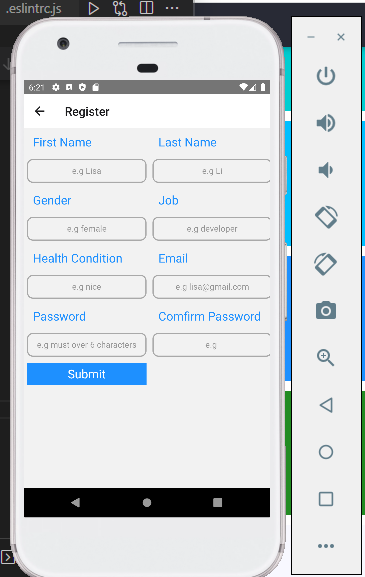 .eslintrc.js
6:21
Register
First Name Last Name
e.g Lisa e.g Li
Gender Job
e.g female e.g developer
Health Condition Email
e.g nice e.g lisa@gmail.com
Password Comfirm Password
e.g must over 6 characters e.g
Submit